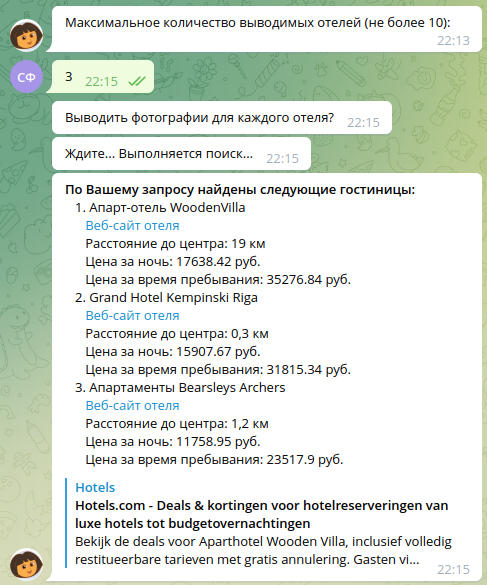 Максимальное количество выводимых отелей (не более 10):
22:13
СФ
3
22:15
Выводить фотографии для каждого отеля?
22:15
Ждите... Выполняется поиск...
22:15
По Вашему запросу найдены следующие гостиницы:
1. Апарт-отель WoodenVilla
Веб-сайт отеля
Расстояние до центра: 19 км
Цена за ночь: 17638.42 руб.
Цена за время пребывания: 35276.84 руб.
2. Grand Hotel Kempinski Riga
Веб-сайт отеля
Расстояние до центра: 0,3 км
Цена за ночь: 15907.67 руб.
Цена за время пребывания: 31815.34 руб.
3. Апартаменты Bearsleys Archers
Веб-сайт отеля
Расстояние до центра: 1,2 км
Цена за ночь: 11758.95 руб.
Цена за время пребывания: 23517.9 руб.
Hotels
Hotels.com - Deals & kortingen voor hotelreserveringen van
luxe hotels tot budgetovernachtingen
Bekijk de deals voor Aparthotel Wooden Villa, inclusief volledig
restitueerbare tarieven met gratis annulering. Gasten vi...
22:15